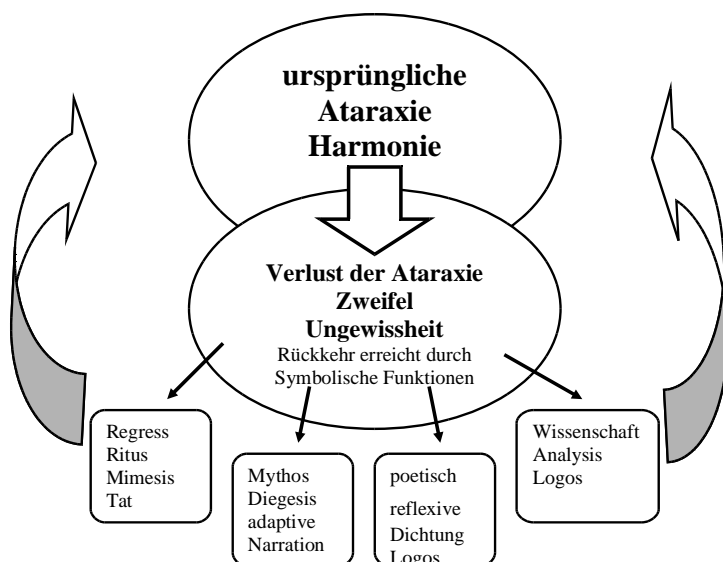 ursprüngliche
Ataraxie
Harmonie
Verlust der Ataraxie
Zweifel
Ungewissheit
Rückkehr erreicht durch
Symbolische Funktionen
Regress
Ritus
Mimesis
Tat
Mythos
Diegesis
adaptive
Narration
poetisch
reflexive
Dichtung
Logos
Wissenschaft
Analysis
Logos